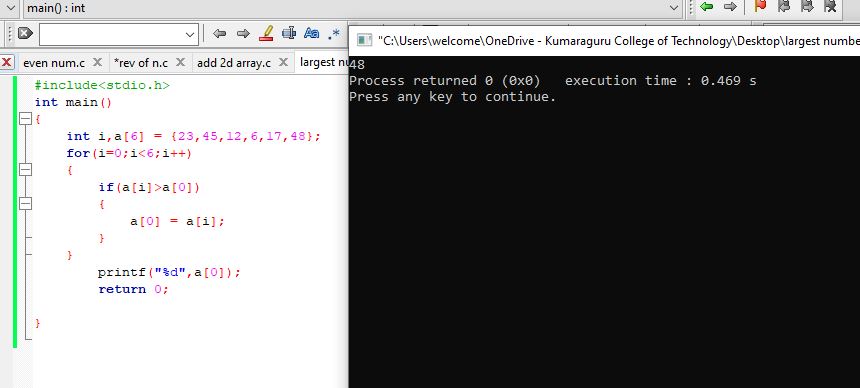 main() : int
Aa .*
even num.c X *rev of n.c X add 2d array.c X largest nu
#include<stdio.h>
int main()
{
int i,a[6] = {23,45,12,6,17,48};
for(i=0;i<6;i++)
{
if(a[i]>a[0])
{
a[0] = a[i];
}
}
printf("%d",a[0]);
return 0;
}
"C:\Users\welcome\OneDrive - Kumaraguru College of Technology\Desktop\largest numbe
48
Process returned 0 (0x0)   execution time : 0.469 s
Press any key to continue.